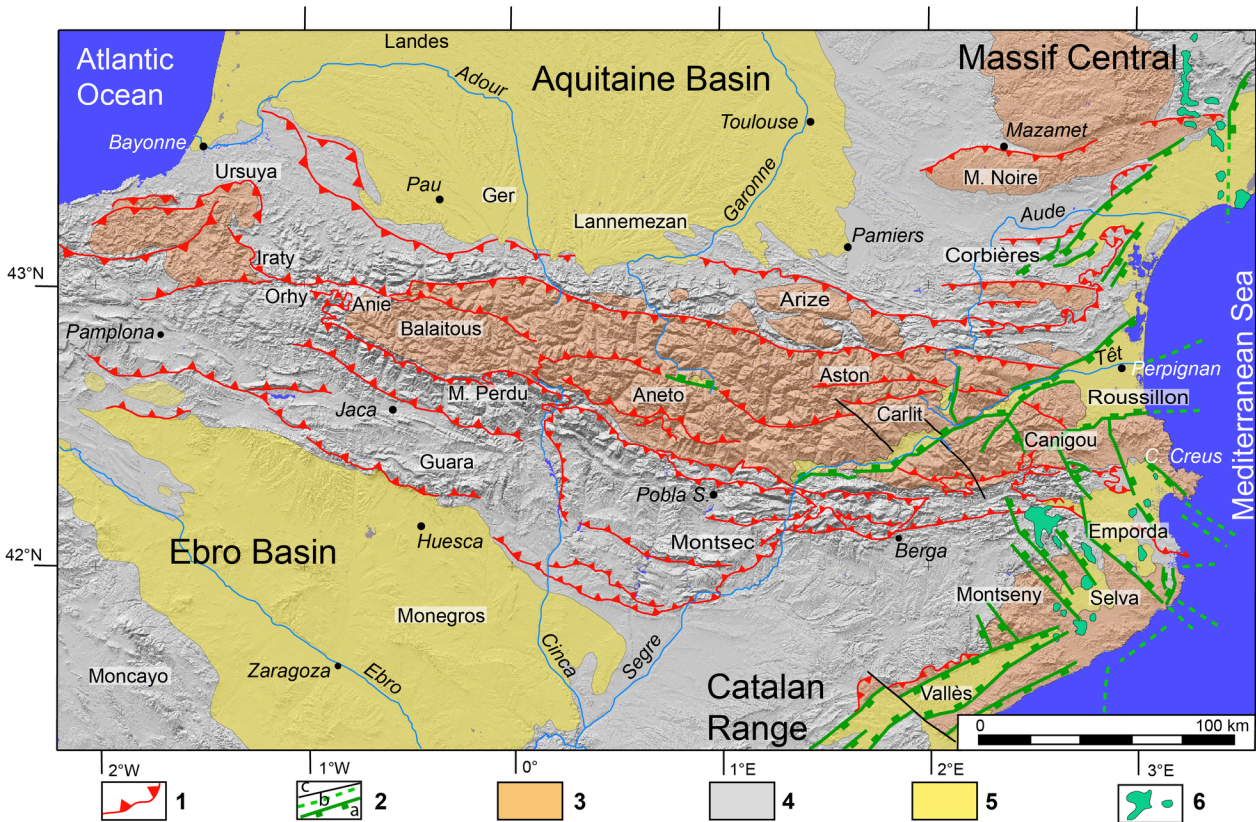 Landes
Atlantic
Ocean
Adour
Aquitaine Basin
Massif Central
Toulouse
Mazamet
Bayonne
Ursuya
M. Noire
Pau
Ger
Garonne
Lannemezan
Aude
Pamiers
Corbières
43°N
Iraty
Orhy
Anie
Arize
Balaitous
Pamplona
Têt
Perpignan
Mediterranean Sea
Aston
M. Perdu
Aneto
Roussillon
Jaca
Carlit
Canigou
C. Creus
Guara
Pobla S.
Huesca
Montsec
Berga
Emporda
42°N
Ebro Basin
Montseny
Selva
Monegros
Cinca
Segre
Zaragoza
Ebro
Moncayo
Catalan
Range
Vallès
0 100 km
2°W 1°W 0° 1°E 2°E 3°E
1 c b a 2 3 4 5 6